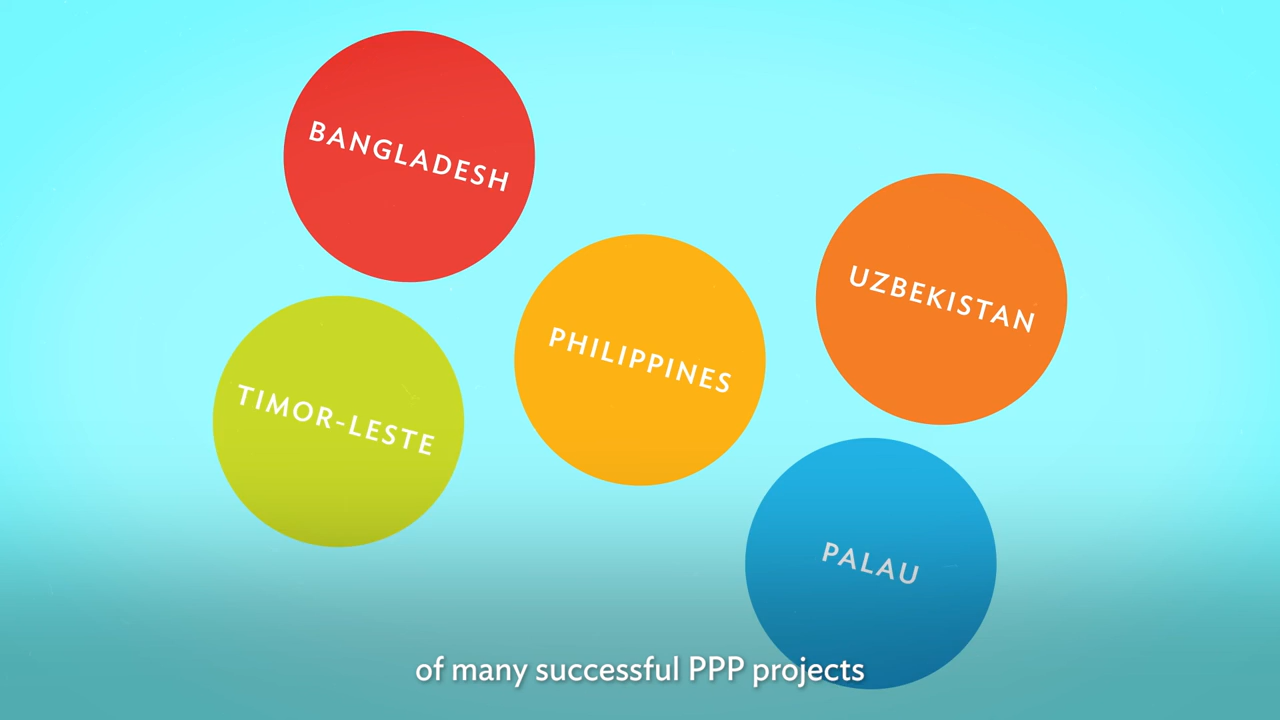 BANGLADESH
UZBEKISTAN
PHILIPPINES
TIMOR-LESTE
PALAU
of many successful PPP projects